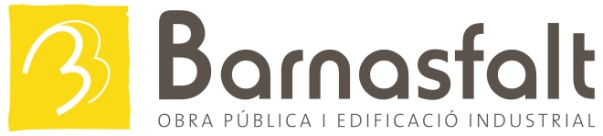 Barnasfalt
OBRA PÚBLICA I EDIFICACIÓ INDUSTRIAL